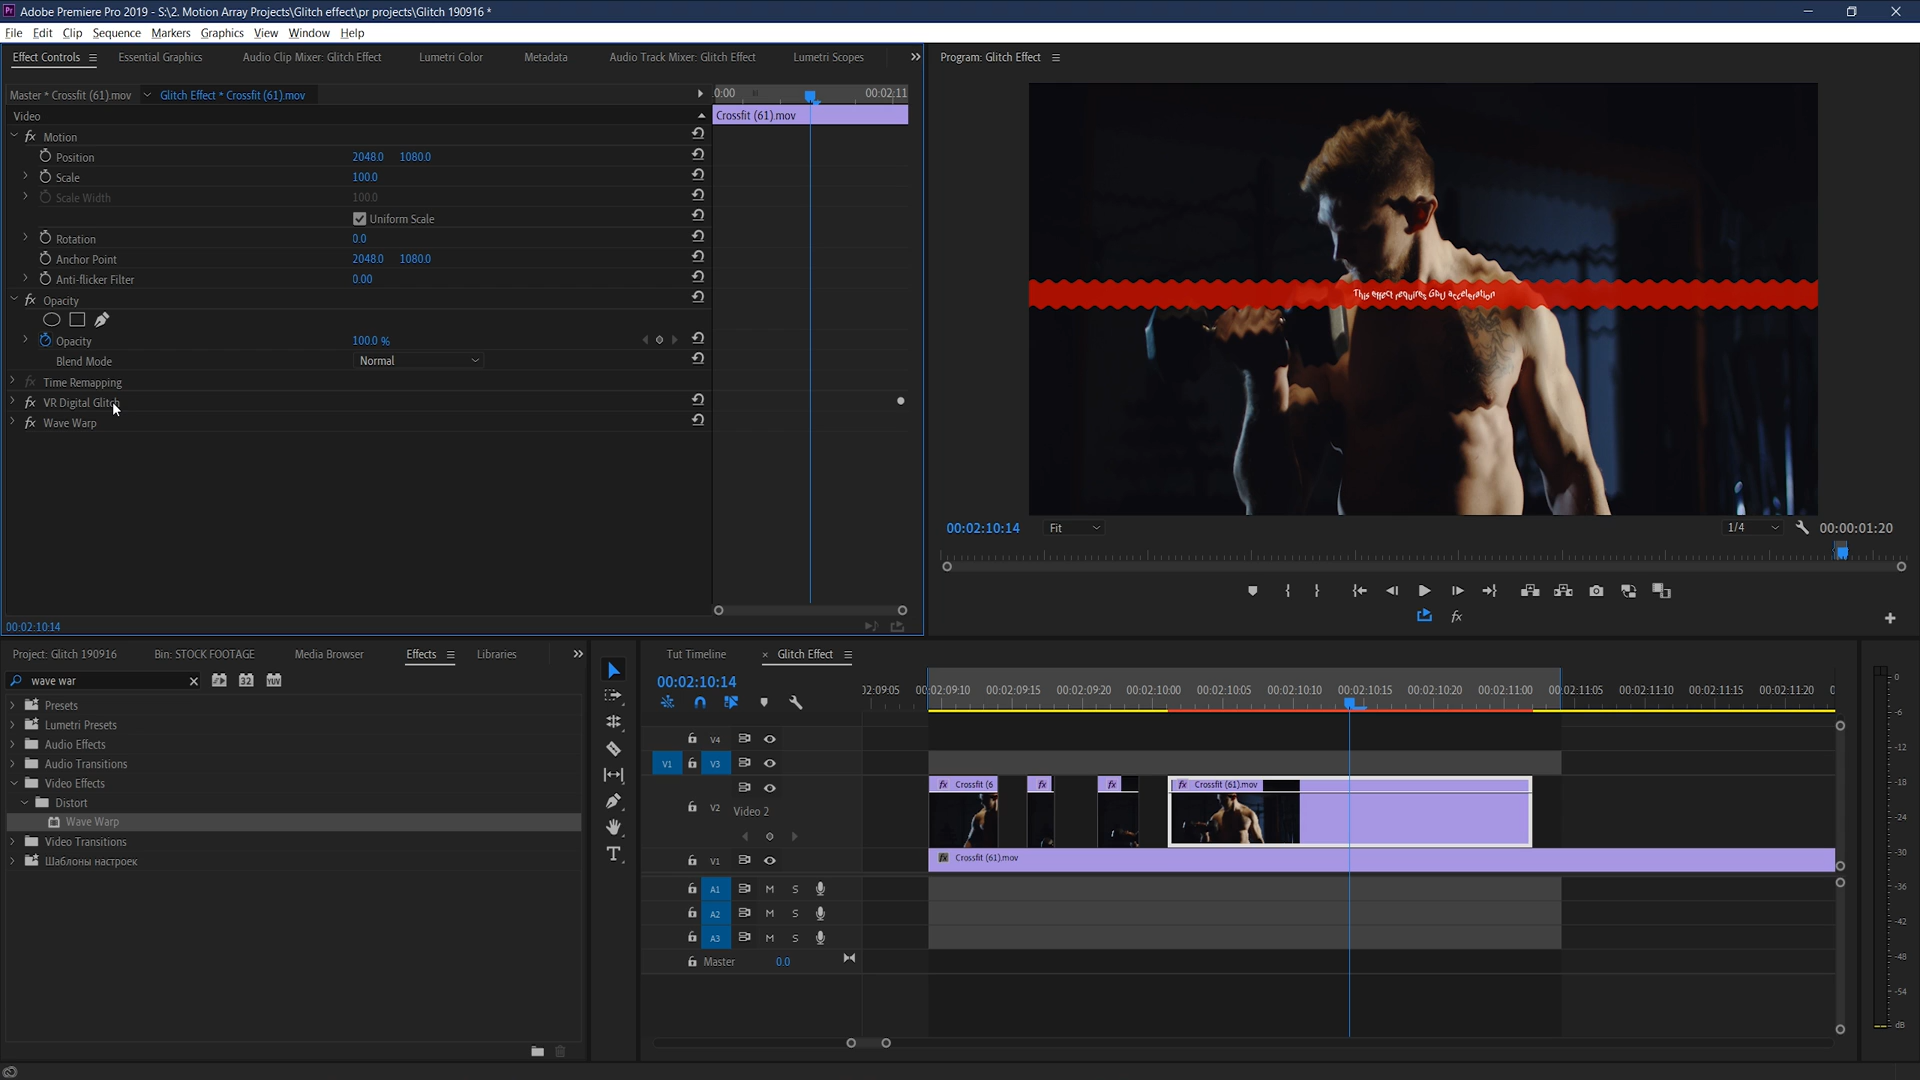 Adobe Premiere Pro 2019 - S:\2. Motion Array Projects\Glitch effect\pr projects\Glitch 190916 *
File Edit Clip Sequence Markers Graphics View Window Help
Effect Controls Essential Graphics Audio Clip Mixer: Glitch Effect Lumetri Color Metadata Audio Track Mixer: Glitch Effect Lumetri Scopes
Program: Glitch Effect
Master * Crossfit (61).mov Glitch Effect * Crossfit (61).mov
:0:00 00:02:11
Video
Crossfit (61).mov
fx Motion
Position 2048.0 1080.0
Scale 100.0
Scale Width 100.0
Uniform Scale
Rotation 0.0
Anchor Point 2048.0 1080.0
Anti-flicker Filter 0.00
fx Opacity
Opacity 100.0 %
Blend Mode Normal
fx Time Remapping
fx VR Digital Glitch
fx Wave Warp
00:02:10:14
This effect requires GPU acceleration
00:02:10:14 Fit 1/4 00:00:01:20
fx
Project: Glitch 190916 Bin: STOCK FOOTAGE Media Browser Effects Libraries
wave war 32 YUV
Presets
Lumetri Presets
Audio Effects
Audio Transitions
Video Effects
Distort
Wave Warp
Video Transitions
Шаблоны настроек
Tut Timeline × Glitch Effect
00:02:10:14
02:09:05 00:02:09:10 00:02:09:15 00:02:09:20 00:02:10:00 00:02:10:05 00:02:10:10 00:02:10:15 00:02:10:20 00:02:11:00 00:02:11:05 00:02:11:10 00:02:11:15 00:02:11:20 0
V4
V1 V3
fx Crossfit (6 fx fx fx Crossfit (61).mov
V2 Video 2
V1 fx Crossfit (61).mov
A1 M S
A2 M S
A3 M S
Master 0.0
0
-6
-12
-18
-24
-30
-36
-42
-48
-54
dB